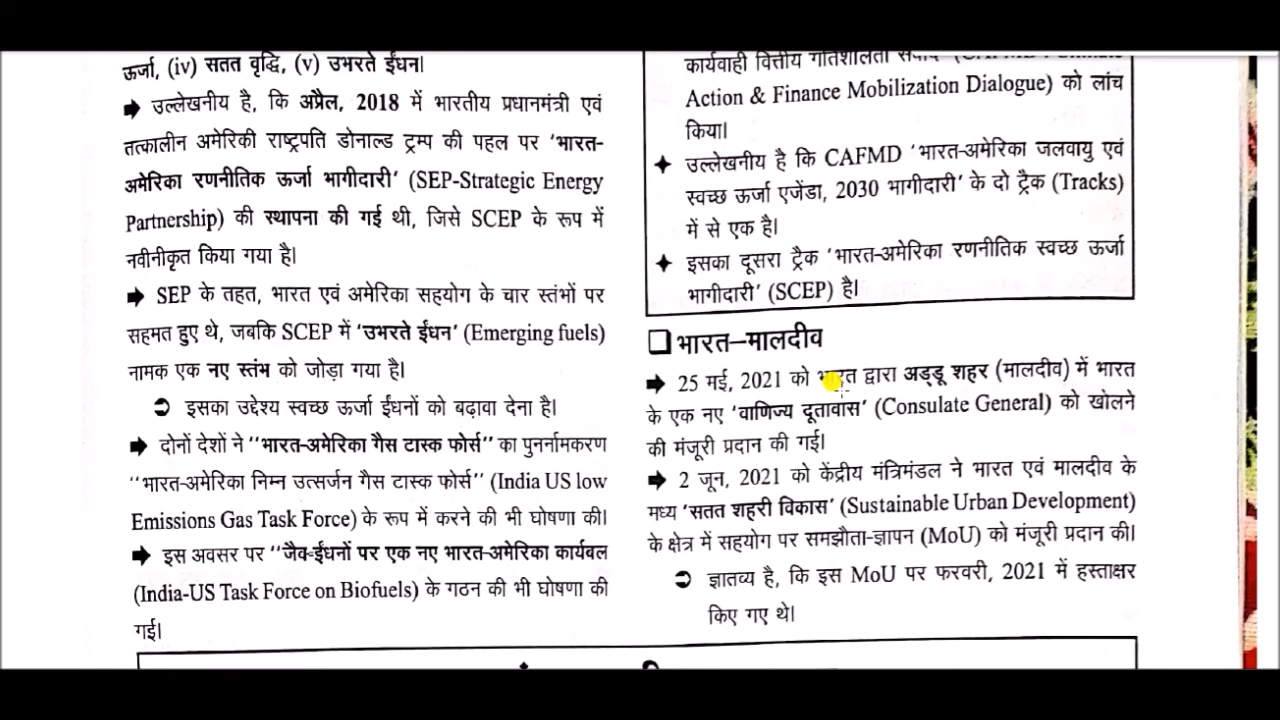 ऊर्जा, (iv) सतत वृद्धि, (v) उभरते ईंधन।
➡ उल्लेखनीय है, कि अप्रैल, 2018 में भारतीय प्रधानमंत्री एवं
तत्कालीन अमेरिकी राष्ट्रपति डोनाल्ड ट्रम्प की पहल पर 'भारत-
अमेरिका रणनीतिक ऊर्जा भागीदारी' (SEP-Strategic Energy
Partnership) की स्थापना की गई थी, जिसे SCEP के रूप में
नवीनीकृत किया गया है।
➡ SEP के तहत, भारत एवं अमेरिका सहयोग के चार स्तंभों पर
सहमत हुए थे, जबकि SCEP में 'उभरते ईंधन' (Emerging fuels)
नामक एक नए स्तंभ को जोड़ा गया है।
➲ इसका उद्देश्य स्वच्छ ऊर्जा ईंधनों को बढ़ावा देना है।
➡ दोनों देशों ने "भारत-अमेरिका गैस टास्क फोर्स" का पुनर्नामकरण
"भारत-अमेरिका निम्न उत्सर्जन गैस टास्क फोर्स" (India US low
Emissions Gas Task Force) के रूप में करने की भी घोषणा की।
➡ इस अवसर पर "जैव-ईंधनों पर एक नए भारत-अमेरिका कार्यबल
(India-US Task Force on Biofuels) के गठन की भी घोषणा की
गई।
कार्यवाही वित्तीय गतिशीलता संवाद
Action & Finance Mobilization Dialogue) को लांच
किया।
✦ उल्लेखनीय है कि CAFMD 'भारत-अमेरिका जलवायु एवं
स्वच्छ ऊर्जा एजेंडा, 2030 भागीदारी' के दो ट्रैक (Tracks)
में से एक है।
✦ इसका दूसरा ट्रैक 'भारत-अमेरिका रणनीतिक स्वच्छ ऊर्जा
भागीदारी' (SCEP) है।
❑ भारत–मालदीव
➡ 25 मई, 2021 को भारत द्वारा अड्डू शहर (मालदीव) में भारत
के एक नए 'वाणिज्य दूतावास' (Consulate General) को खोलने
की मंजूरी प्रदान की गई।
➡ 2 जून, 2021 को केंद्रीय मंत्रिमंडल ने भारत एवं मालदीव के
मध्य 'सतत शहरी विकास' (Sustainable Urban Development)
के क्षेत्र में सहयोग पर समझौता-ज्ञापन (MoU) को मंजूरी प्रदान की।
➲ ज्ञातव्य है, कि इस MoU पर फरवरी, 2021 में हस्ताक्षर
किए गए थे।